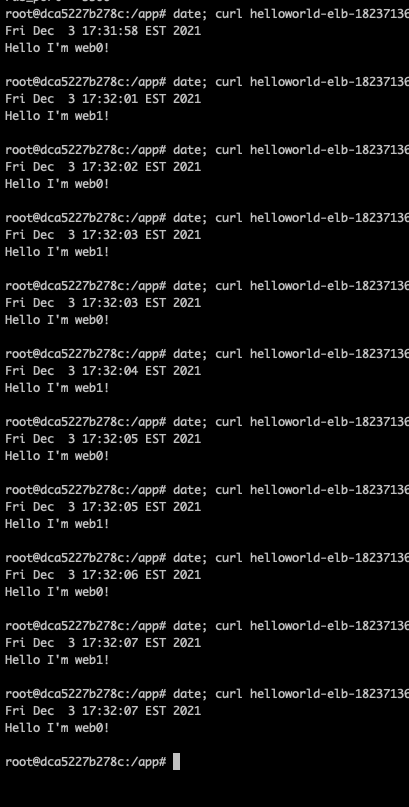 root@dca5227b278c:/app# date; curl helloworld-elb-18237136
Fri Dec  3 17:31:58 EST 2021
Hello I'm web0!
root@dca5227b278c:/app# date; curl helloworld-elb-18237136
Fri Dec  3 17:32:01 EST 2021
Hello I'm web1!
root@dca5227b278c:/app# date; curl helloworld-elb-18237136
Fri Dec  3 17:32:02 EST 2021
Hello I'm web0!
root@dca5227b278c:/app# date; curl helloworld-elb-18237136
Fri Dec  3 17:32:03 EST 2021
Hello I'm web1!
root@dca5227b278c:/app# date; curl helloworld-elb-18237136
Fri Dec  3 17:32:03 EST 2021
Hello I'm web0!
root@dca5227b278c:/app# date; curl helloworld-elb-18237136
Fri Dec  3 17:32:04 EST 2021
Hello I'm web1!
root@dca5227b278c:/app# date; curl helloworld-elb-18237136
Fri Dec  3 17:32:05 EST 2021
Hello I'm web0!
root@dca5227b278c:/app# date; curl helloworld-elb-18237136
Fri Dec  3 17:32:05 EST 2021
Hello I'm web1!
root@dca5227b278c:/app# date; curl helloworld-elb-18237136
Fri Dec  3 17:32:06 EST 2021
Hello I'm web0!
root@dca5227b278c:/app# date; curl helloworld-elb-18237136
Fri Dec  3 17:32:07 EST 2021
Hello I'm web1!
root@dca5227b278c:/app# date; curl helloworld-elb-18237136
Fri Dec  3 17:32:07 EST 2021
Hello I'm web0!
root@dca5227b278c:/app#